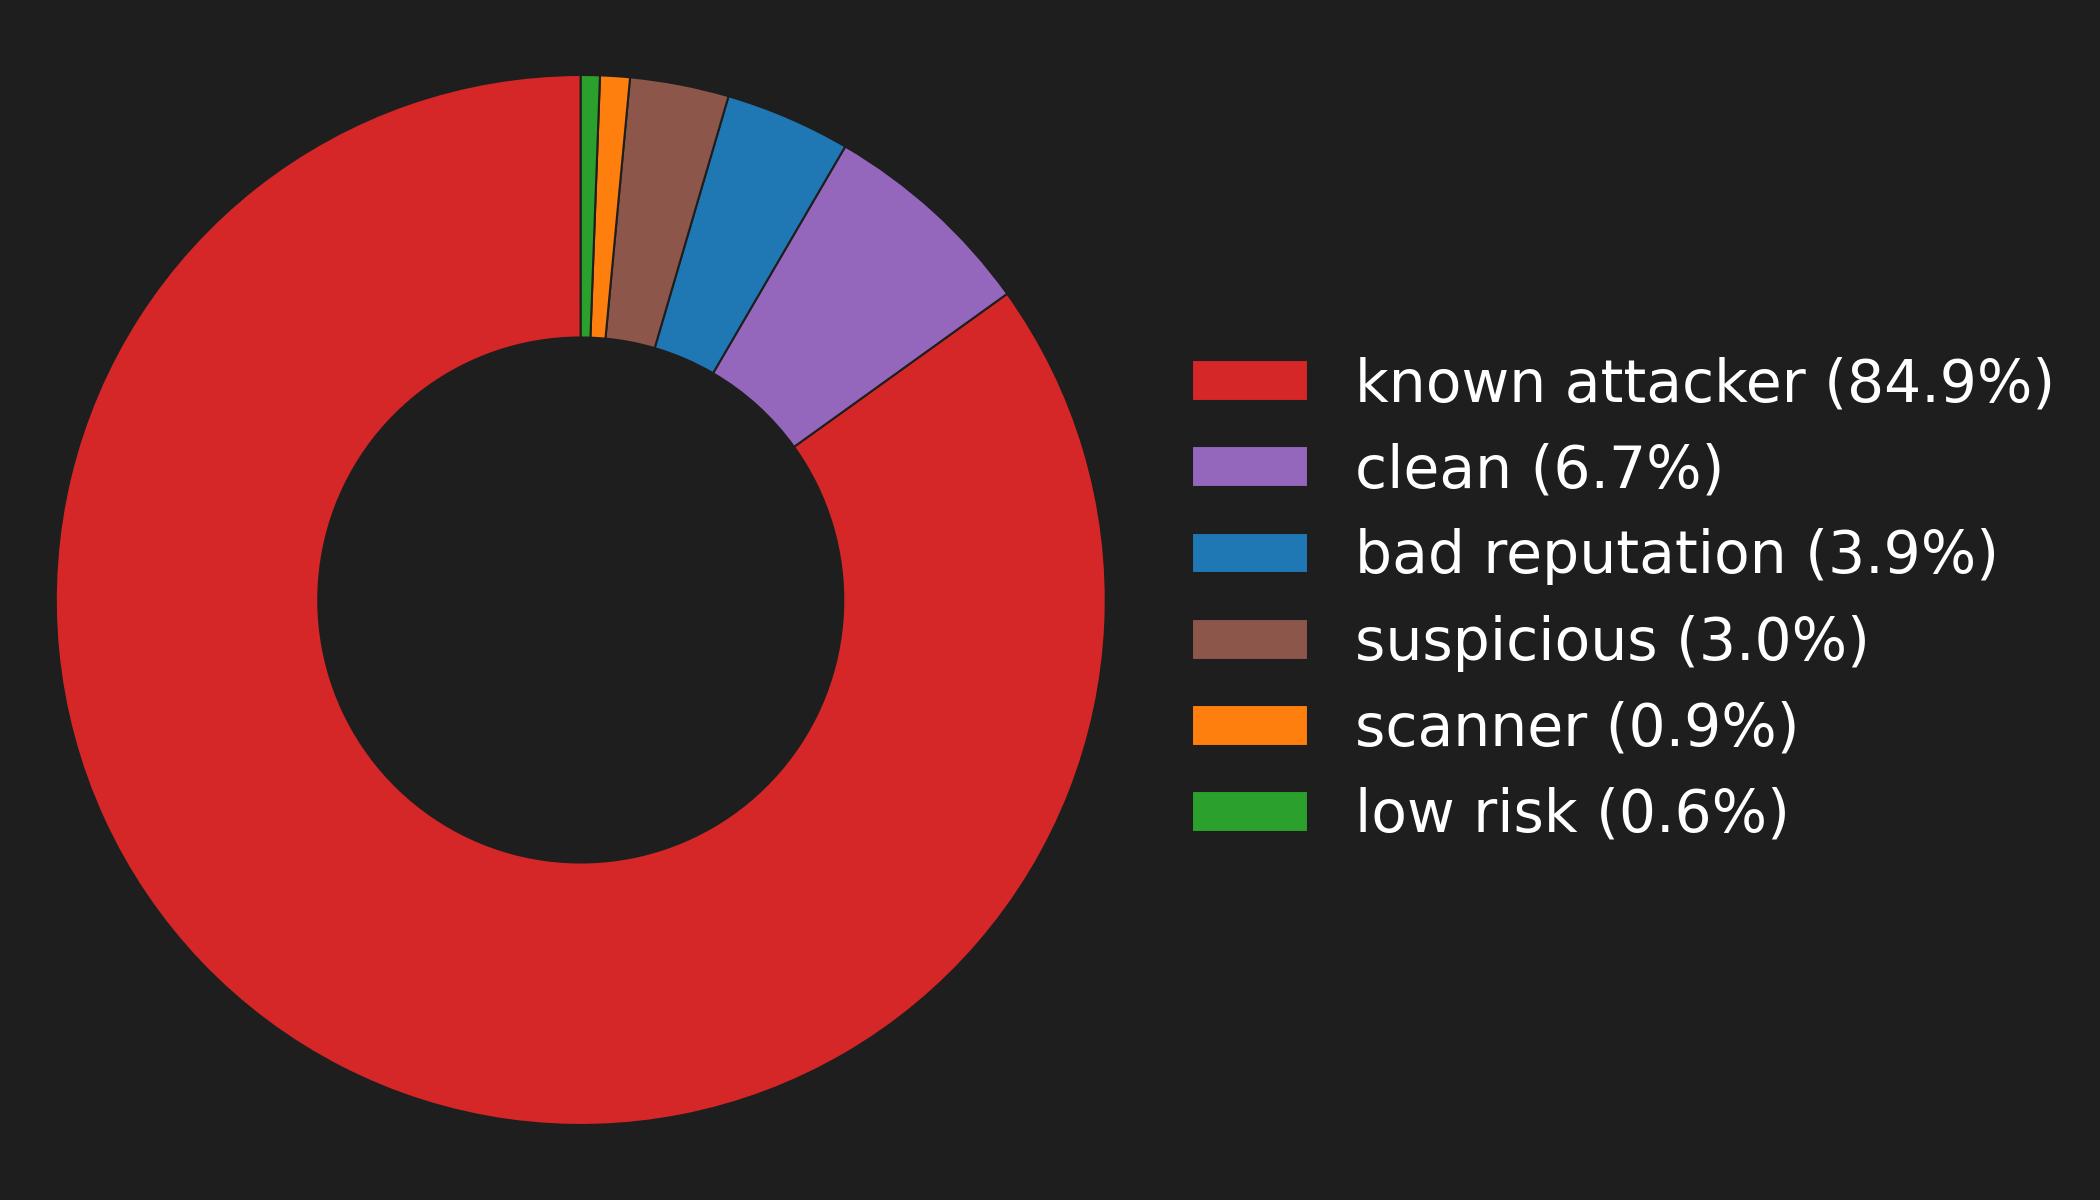 known attacker (84.9%)
clean (6.7%)
bad reputation (3.9%)
suspicious (3.0%)
scanner (0.9%)
low risk (0.6%)